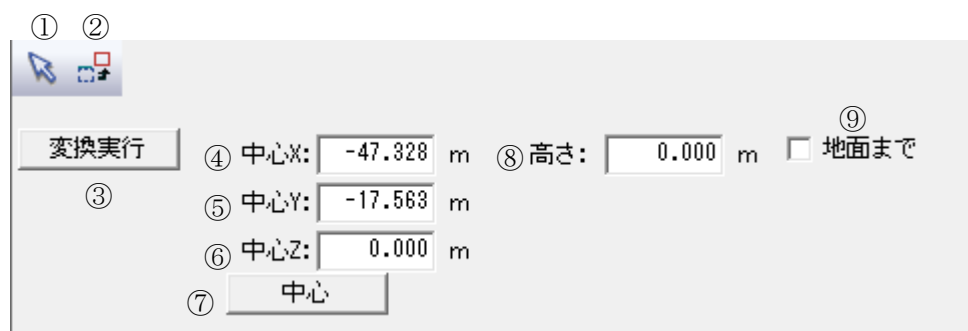 ① ②
変換実行 ④ 中心X: -47.328 m ⑧ 高さ: 0.000 m ⑨ 地面まで
③ ⑤ 中心Y: -17.563 m
⑥ 中心Z: 0.000 m
⑦ 中心